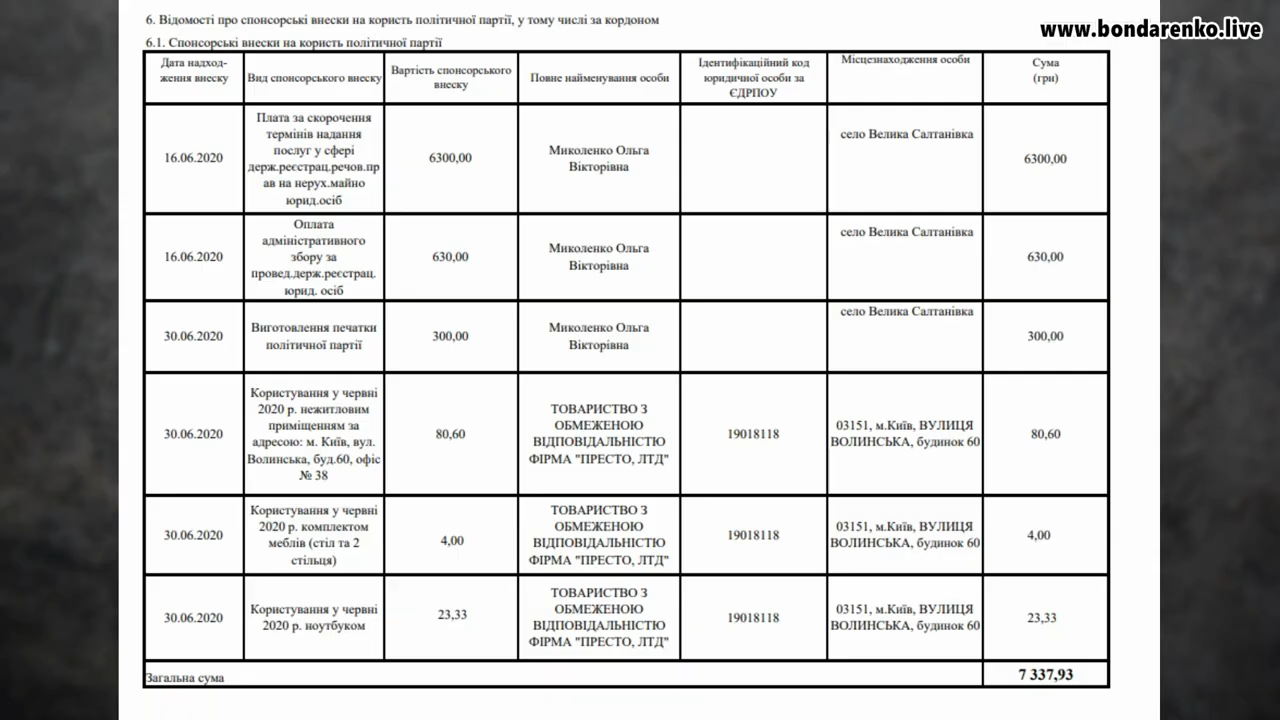 www.bondarenko.live
6. Відомості про спонсорські внески на користь політичної партії, у тому числі за кордоном
6.1. Спонсорські внески на користь політичної партії
Дата надход-
ження внеску
Вид спонсорського внеску
Вартість спонсорського
внеску
Повне найменування особи
Ідентифікаційний код
юридичної особи за
ЄДРПОУ
Місцезнаходження особи
Сума
(грн)
16.06.2020
Плата за скорочення
термінів надання
послуг у сфері
держ.реєстрац.речов.пр
ав на нерух.майно
юрид.осіб
6300,00
Миколенко Ольга
Вікторівна
село Велика Салтанівка
6300,00
16.06.2020
Оплата
адміністративного
збору за
провед.держ.реєстрац.
юрид. осіб
630,00
Миколенко Ольга
Вікторівна
село Велика Салтанівка
630,00
30.06.2020
Виготовлення печатки
політичної партії
300,00
Миколенко Ольга
Вікторівна
село Велика Салтанівка
300,00
30.06.2020
Користування у червні
2020 р. нежитловим
приміщенням за
адресою: м. Київ, вул.
Волинська, буд.60, офіс
№ 38
80,60
ТОВАРИСТВО З
ОБМЕЖЕНОЮ
ВІДПОВІДАЛЬНІСТЮ
ФІРМА "ПРЕСТО, ЛТД"
19018118
03151, м.Київ, ВУЛИЦЯ
ВОЛИНСЬКА, будинок 60
80,60
30.06.2020
Користування у червні
2020 р. комплектом
меблів (стіл та 2
стільця)
4,00
ТОВАРИСТВО З
ОБМЕЖЕНОЮ
ВІДПОВІДАЛЬНІСТЮ
ФІРМА "ПРЕСТО, ЛТД"
19018118
03151, м.Київ, ВУЛИЦЯ
ВОЛИНСЬКА, будинок 60
4,00
30.06.2020
Користування у червні
2020 р. ноутбуком
23,33
ТОВАРИСТВО З
ОБМЕЖЕНОЮ
ВІДПОВІДАЛЬНІСТЮ
ФІРМА "ПРЕСТО, ЛТД"
19018118
03151, м.Київ, ВУЛИЦЯ
ВОЛИНСЬКА, будинок 60
23,33
Загальна сума
7 337,93